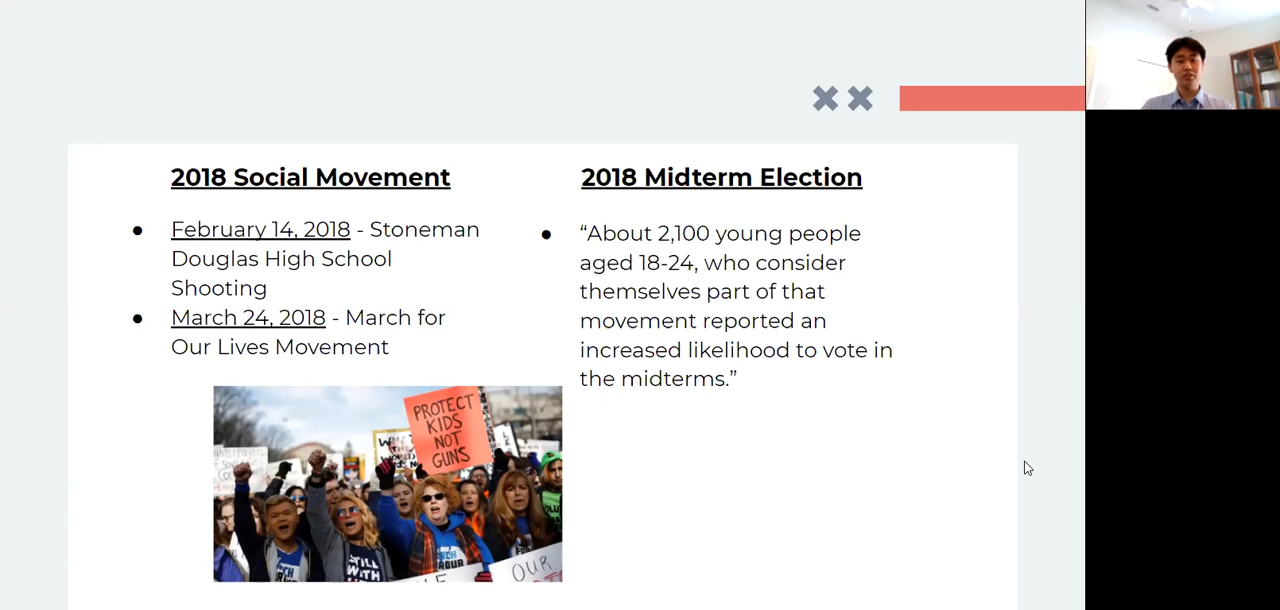 2018 Social Movement
● February 14, 2018 - Stoneman
Douglas High School
Shooting
● March 24, 2018 - March for
Our Lives Movement
PROTECT
KIDS
NOT
GUNS
OUR
2018 Midterm Election
● “About 2,100 young people
aged 18-24, who consider
themselves part of that
movement reported an
increased likelihood to vote in
the midterms.”